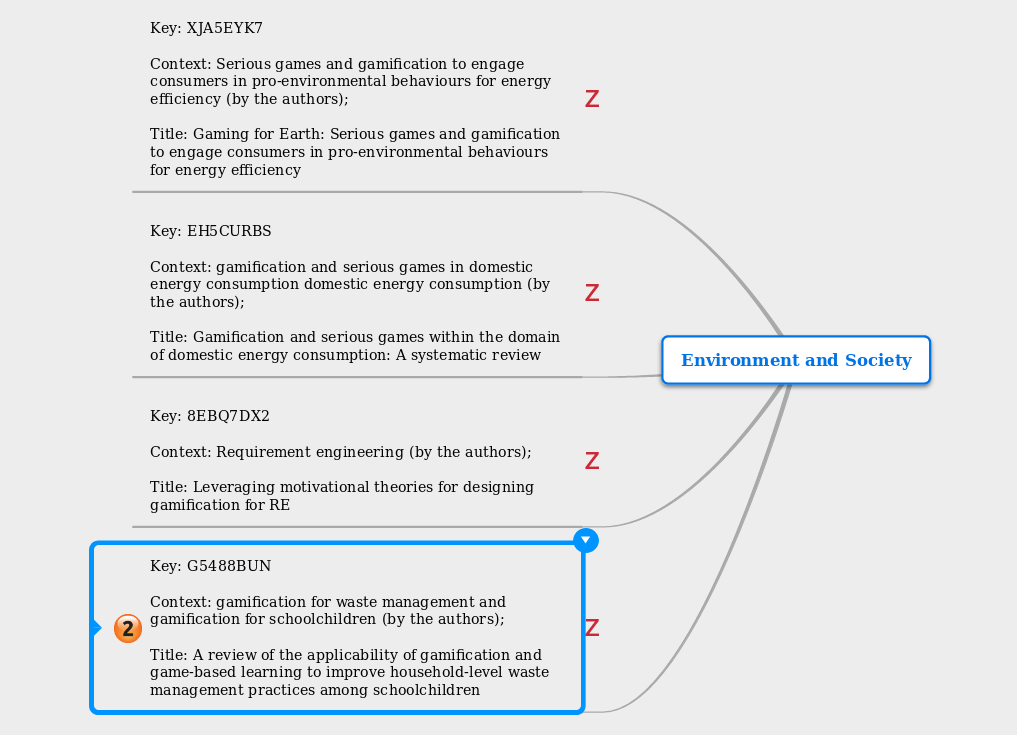 Key: XJA5EYK7
Context: Serious games and gamification to engage
consumers in pro-environmental behaviours for energy
efficiency (by the authors);
Title: Gaming for Earth: Serious games and gamification
to engage consumers in pro-environmental behaviours
for energy efficiency
Z
Key: EH5CURBS
Context: gamification and serious games in domestic
energy consumption domestic energy consumption (by
the authors);
Title: Gamification and serious games within the domain
of domestic energy consumption: A systematic review
Z
Environment and Society
Key: 8EBQ7DX2
Context: Requirement engineering (by the authors);
Title: Leveraging motivational theories for designing
gamification for RE
Z
Key: G5488BUN
Context: gamification for waste management and
gamification for schoolchildren (by the authors);
Title: A review of the applicability of gamification and
game-based learning to improve household-level waste
management practices among schoolchildren
2
Z